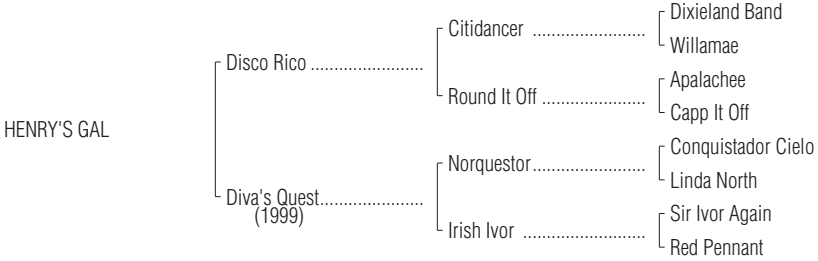 Dixieland Band
Citidancer ........................
Willamae
Disco Rico ........................
Apalachee
Round It Off ......................
Capp It Off
HENRY'S GAL
Conquistador Cielo
Norquestor........................
Linda North
Diva's Quest......................
(1999)
Sir Ivor Again
Irish Ivor ..........................
Red Pennant